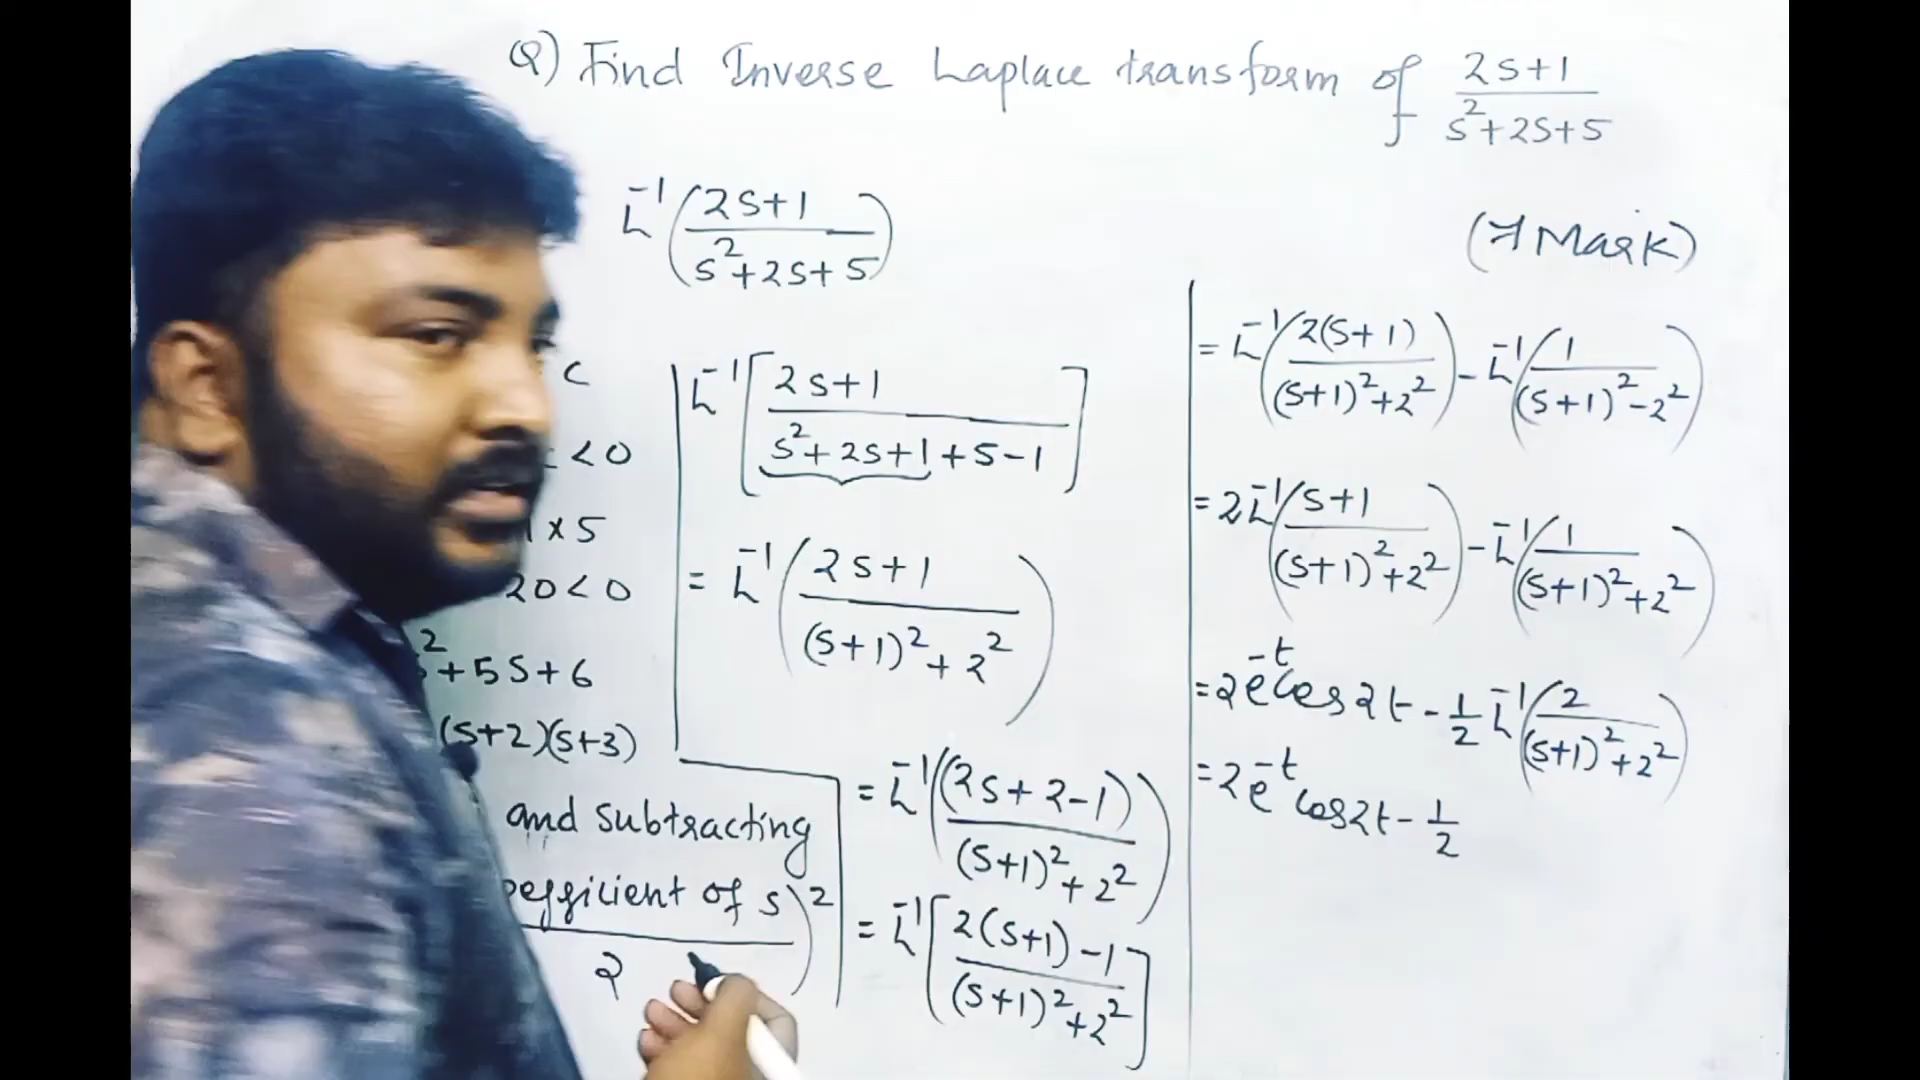 Q) Find Inverse Laplace transform of (2s+1)/(s²+2s+5)
(7 Mark)
L⁻¹((2s+1)/(s²+2s+5))
c
<0
1×5
20<0
²+5s+6
(s+2)(s+3)
and subtracting
coefficient of s)²
2
L⁻¹[(2s+1)/(s²+2s+1+5-1)]
= L⁻¹((2s+1)/((s+1)²+2²))
= L⁻¹((2s+2-1)/((s+1)²+2²))
= L⁻¹[(2(s+1)-1)/((s+1)²+2²)]
= L⁻¹(2(s+1)/((s+1)²+2²)) - L⁻¹(1/((s+1)²-2²))
= 2L⁻¹((s+1)/((s+1)²+2²)) - L⁻¹(1/((s+1)²+2²))
= 2e⁻ᵗcos2t - 1/2 L⁻¹(2/((s+1)²+2²))
= 2e⁻ᵗ cos2t - 1/2